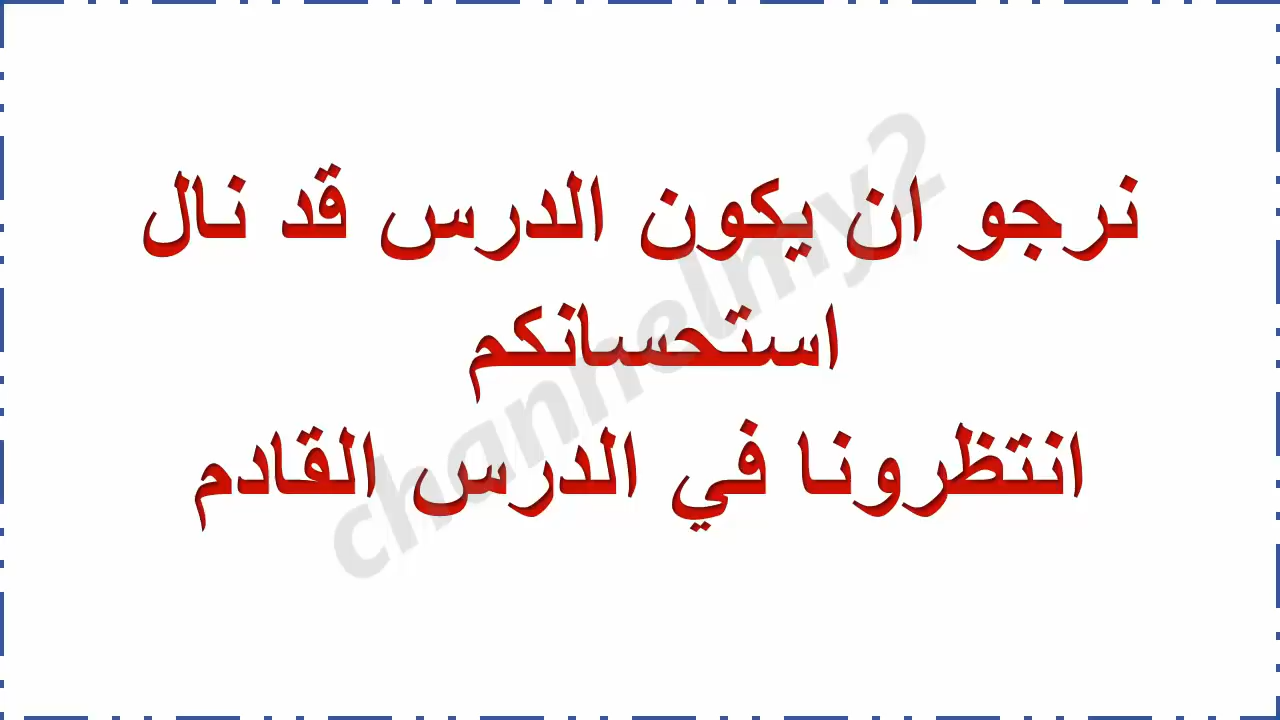 نرجو ان يكون الدرس قد نال
استحسانكم
انتظرونا في الدرس القادم
channelmy2